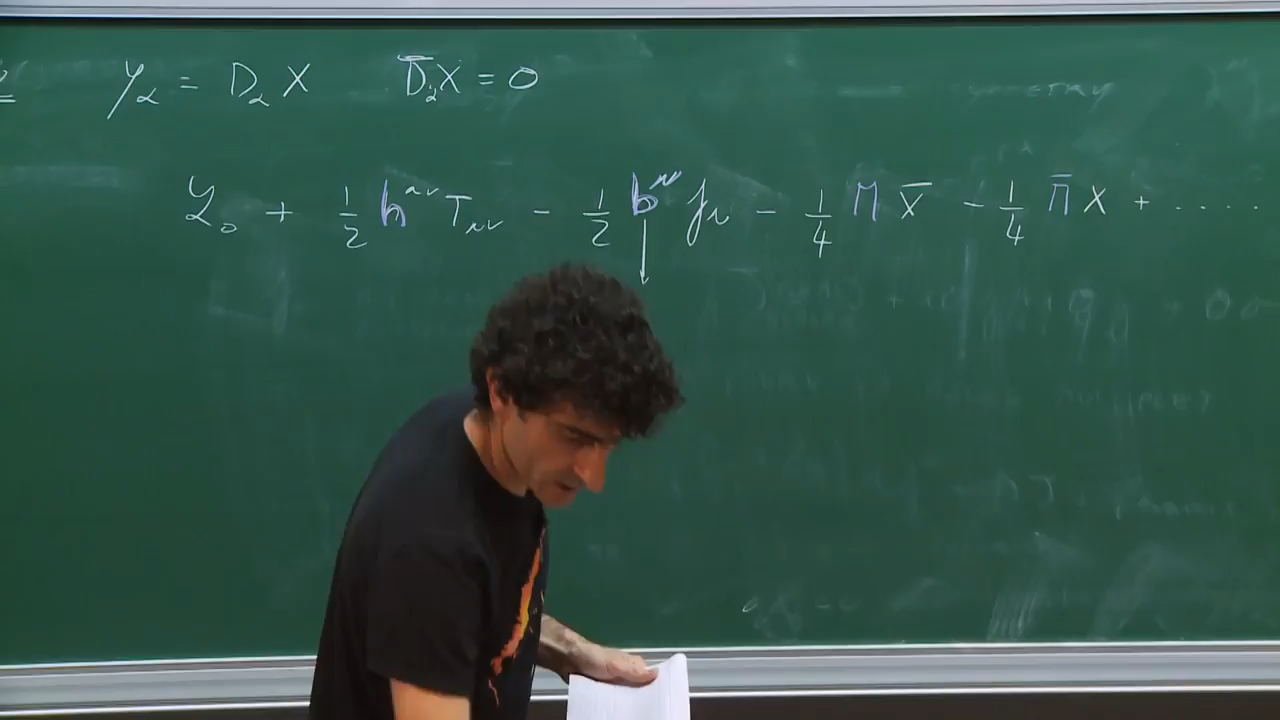 𝒴_α = D_α X    D̄_α̇ X = 0
ℒ_0 + 1/2 h^{μν} T_{μν} - 1/2 b^μ j_μ - 1/4 M X̄ - 1/4 M̄ X + ....